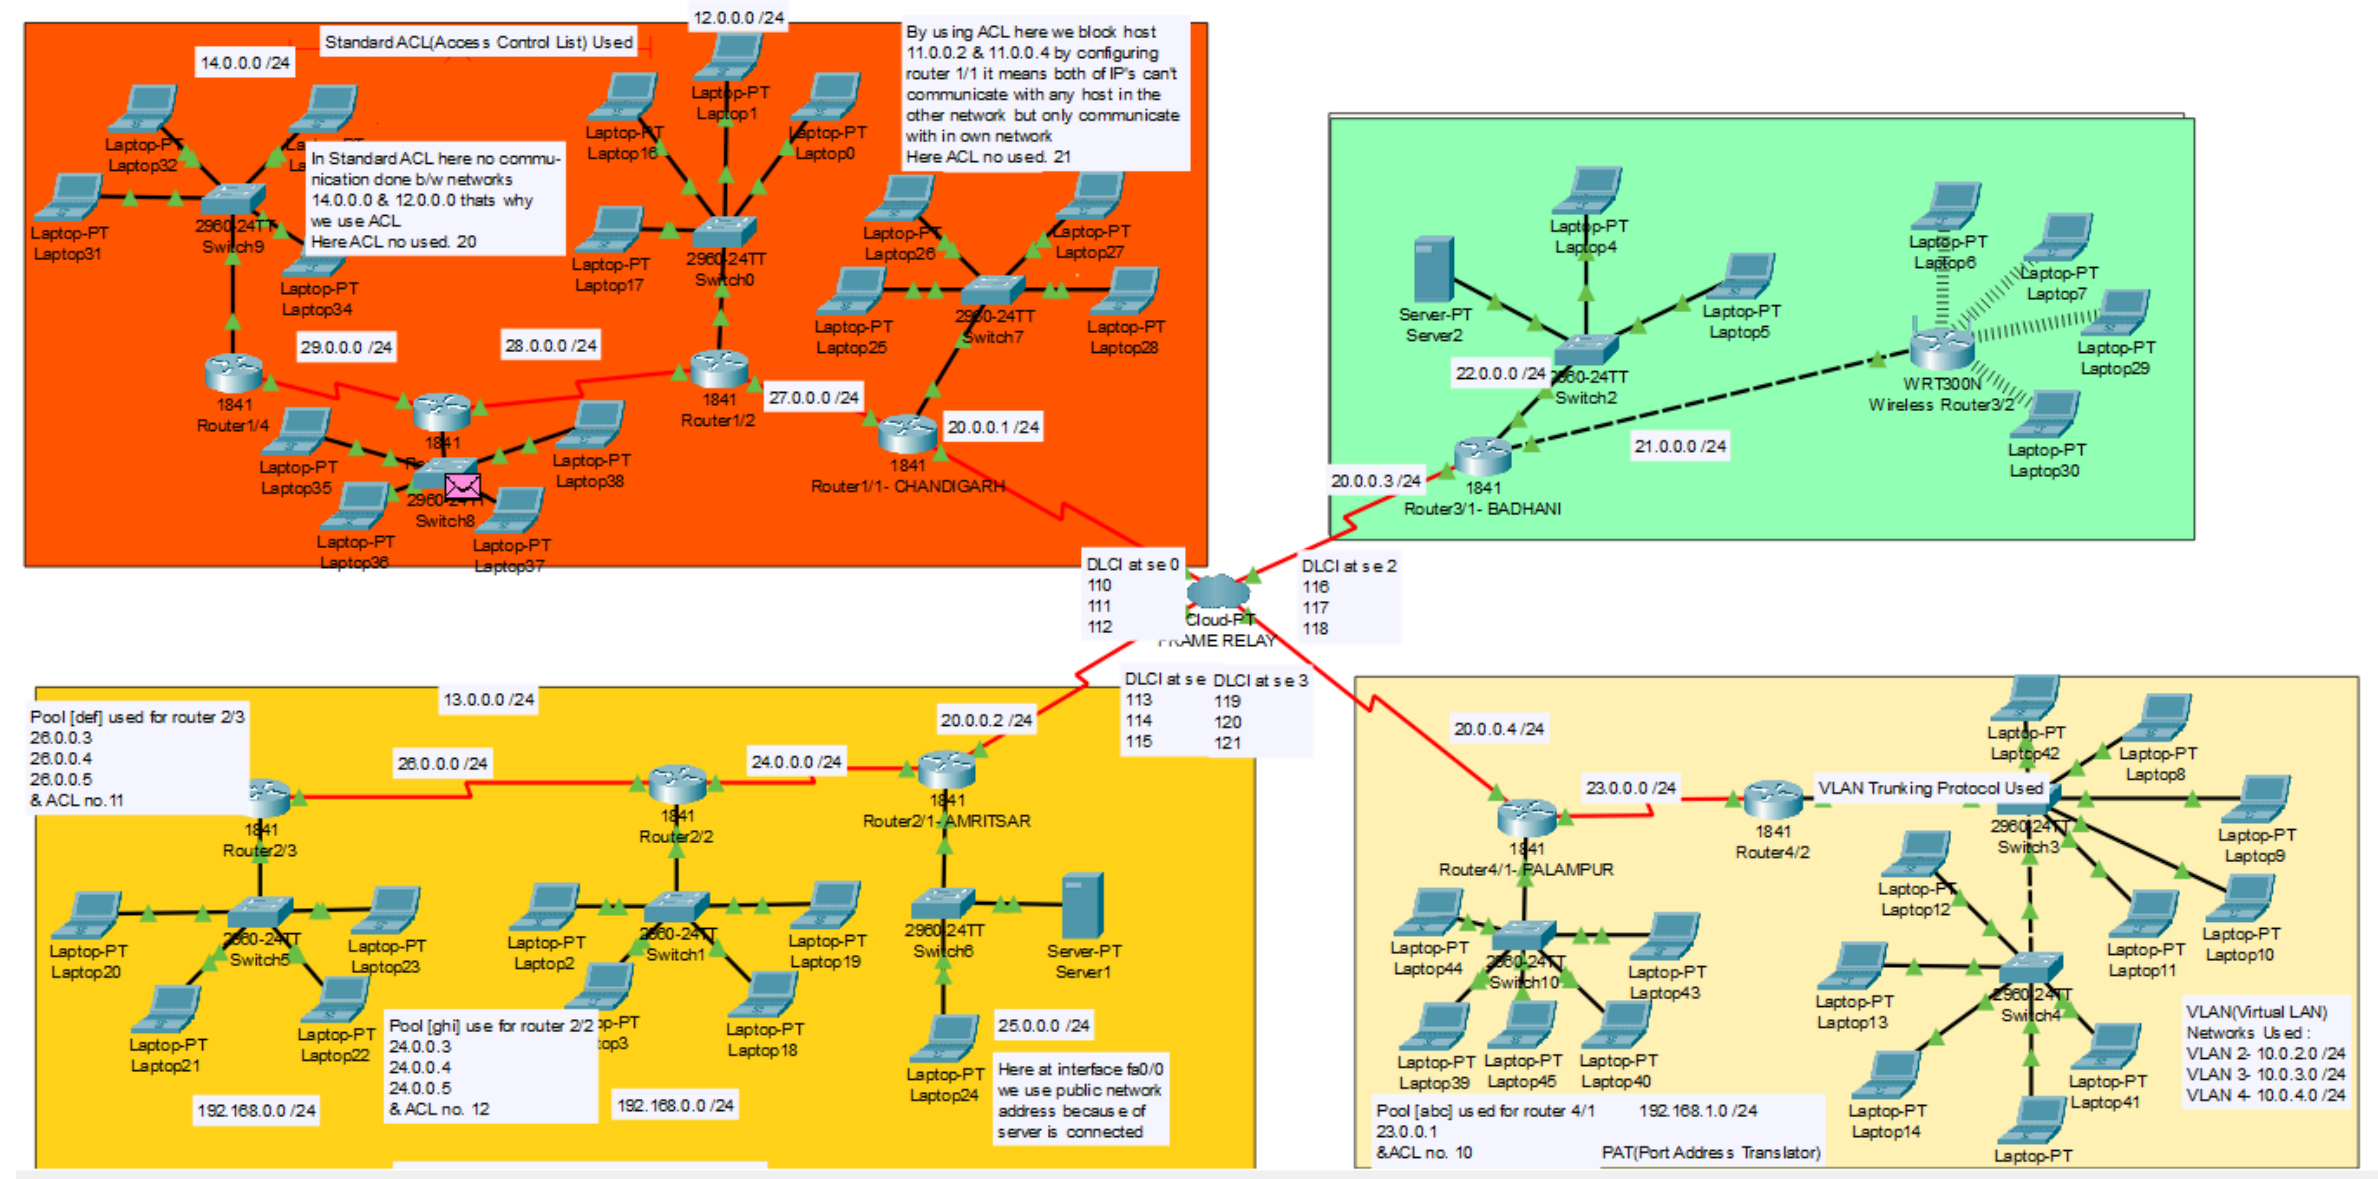 12.0.0.0 /24
Standard ACL(Access Control List) Used
14.0.0.0 /24
By using ACL here we block host
11.0.0.2 & 11.0.0.4 by configuring
router 1/1 it means both of IP's can't
communicate with any host in the
other network but only communicate
with in own network
Here ACL no used. 21
Laptop-PT
Laptop32
Laptop-PT
Laptop31
2960-24TT
Switch9
In Standard ACL here no commu-
nication done b/w networks
14.0.0.0 & 12.0.0.0 thats why
we use ACL
Here ACL no used. 20
Laptop-PT
Laptop34
Laptop-PT
Laptop16
Laptop-PT
Laptop1
Laptop-PT
Laptop0
Laptop-PT
Laptop17
2960-24TT
Switch0
Laptop-PT
Laptop26
Laptop-PT
Laptop27
Laptop-PT
Laptop25
2960-24TT
Switch7
Laptop-PT
Laptop28
29.0.0.0 /24
28.0.0.0 /24
27.0.0.0 /24
20.0.0.1 /24
1841
Router1/4
1841
1841
Router1/2
1841
Router1/1- CHANDIGARH
Laptop-PT
Laptop35
Laptop-PT
Laptop38
2960-24TT
Switch8
Laptop-PT
Laptop36
Laptop-PT
Laptop37
Laptop-PT
Laptop4
Server-PT
Server2
Laptop-PT
Laptop5
22.0.0.0 /24
2960-24TT
Switch2
Laptop-PT
Laptop6
Laptop-PT
Laptop7
Laptop-PT
Laptop29
WRT300N
Wireless Router3/2
Laptop-PT
Laptop30
21.0.0.0 /24
20.0.0.3 /24
1841
Router3/1- BADHANI
DLCI at se 0
110
111
112
DLCI at se 2
116
117
118
Cloud-PT
FRAME RELAY
DLCI at se
113
114
115
DLCI at se 3
119
120
121
13.0.0.0 /24
Pool [def] used for router 2/3
26.0.0.3
26.0.0.4
26.0.0.5
& ACL no.11
26.0.0.0 /24
24.0.0.0 /24
20.0.0.2 /24
1841
Router2/3
1841
Router2/2
1841
Router2/1- AMRITSAR
Laptop-PT
Laptop20
2960-24TT
Switch5
Laptop-PT
Laptop23
Laptop-PT
Laptop21
Laptop-PT
Laptop22
Laptop-PT
Laptop2
2960-24TT
Switch1
Laptop-PT
Laptop19
Laptop-PT
Laptop18
2960-24TT
Switch6
Server-PT
Server1
Pool [ghi] use for router 2/2
24.0.0.3
24.0.0.4
24.0.0.5
& ACL no. 12
op-PT
top3
192.168.0.0 /24
192.168.0.0 /24
Laptop-PT
Laptop24
25.0.0.0 /24
Here at interface fa0/0
we use public network
address because of
server is connected
20.0.0.4 /24
23.0.0.0 /24
VLAN Trunking Protocol Used
1841
Router4/1- PALAMPUR
1841
Router4/2
Laptop-PT
Laptop42
Laptop-PT
Laptop8
2960-24TT
Switch3
Laptop-PT
Laptop9
Laptop-PT
Laptop12
Laptop-PT
Laptop11
Laptop-PT
Laptop10
Laptop-PT
Laptop44
2960-24TT
Switch10
Laptop-PT
Laptop43
Laptop-PT
Laptop39
Laptop-PT
Laptop45
Laptop-PT
Laptop40
Laptop-PT
Laptop13
2960-24TT
Switch4
Laptop-PT
Laptop14
Laptop-PT
Laptop41
Laptop-PT
VLAN(Virtual LAN)
Networks Used :
VLAN 2- 10.0.2.0 /24
VLAN 3- 10.0.3.0 /24
VLAN 4- 10.0.4.0 /24
Pool [abc] used for router 4/1
23.0.0.1
&ACL no. 10
192.168.1.0 /24
PAT(Port Address Translator)